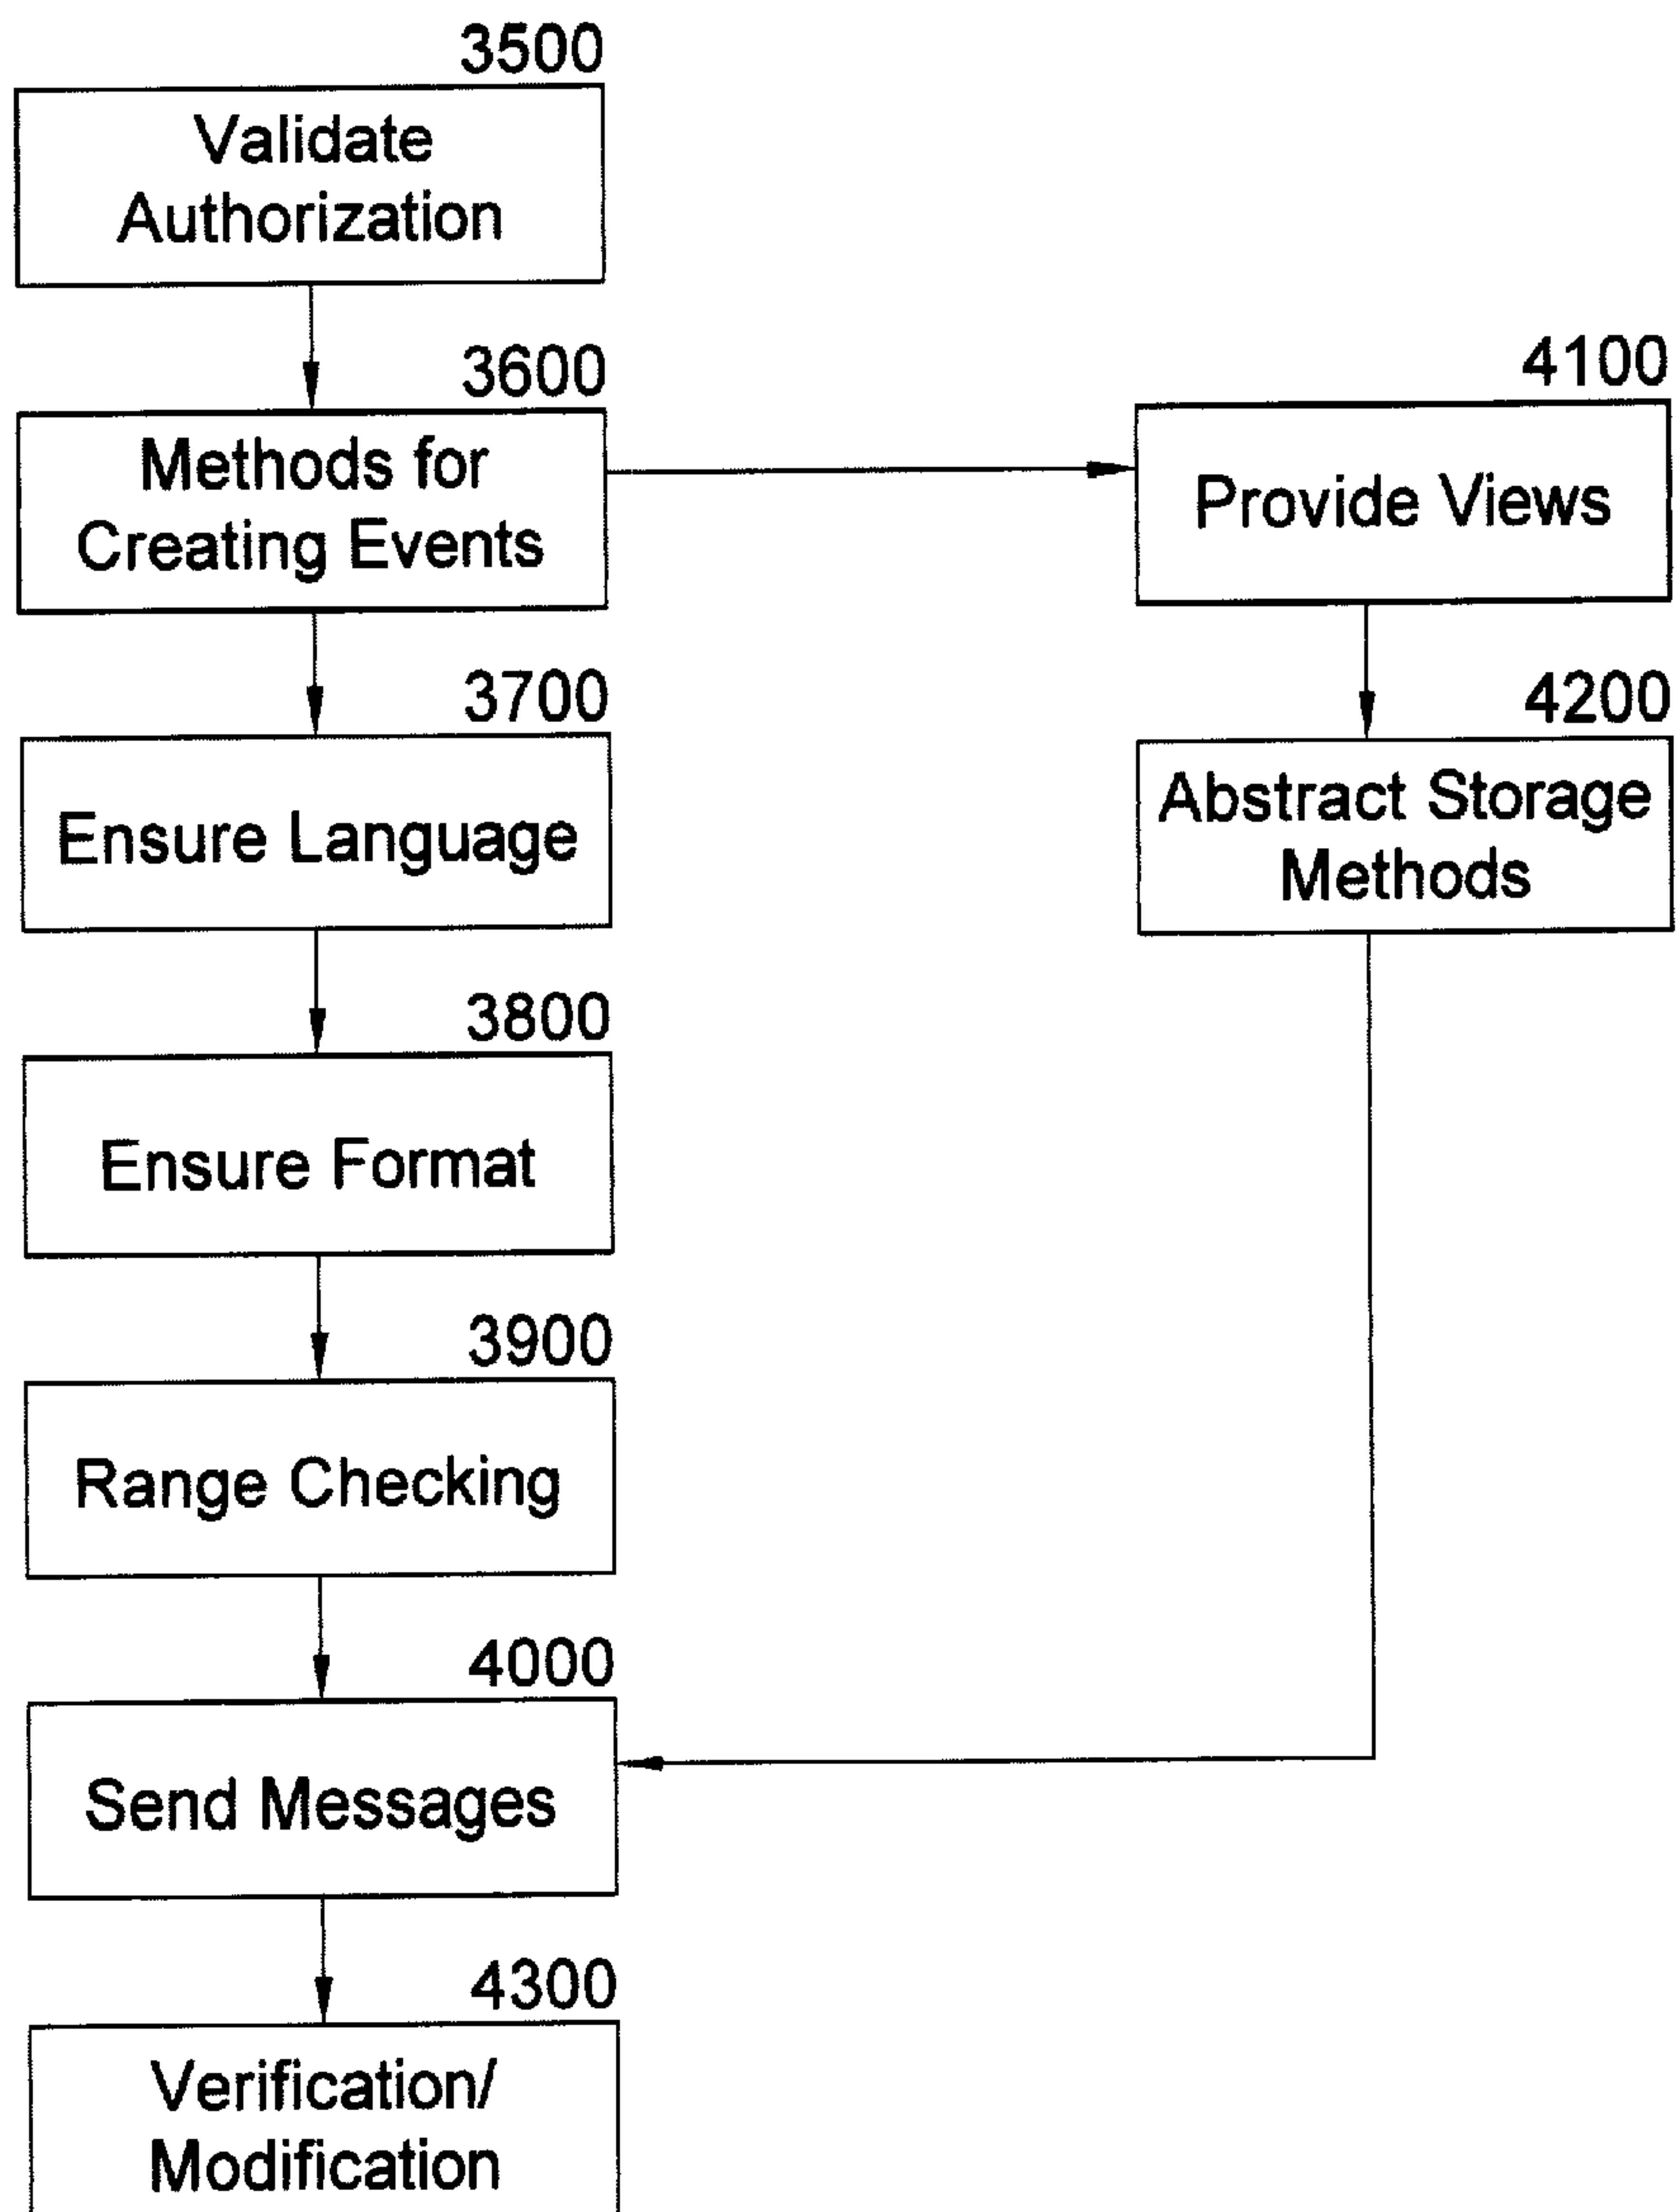 3500
Validate
Authorization
3600
Methods for
Creating Events
4100
Provide Views
3700
Ensure Language
4200
Abstract Storage
Methods
3800
Ensure Format
3900
Range Checking
4000
Send Messages
4300
Verification/
Modification